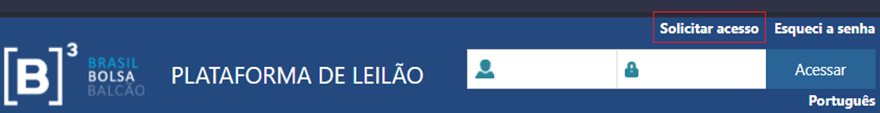 Solicitar acesso Esqueci a senha
[B]³ BRASIL
BOLSA
BALCÃO
PLATAFORMA DE LEILÃO
Acessar
Português